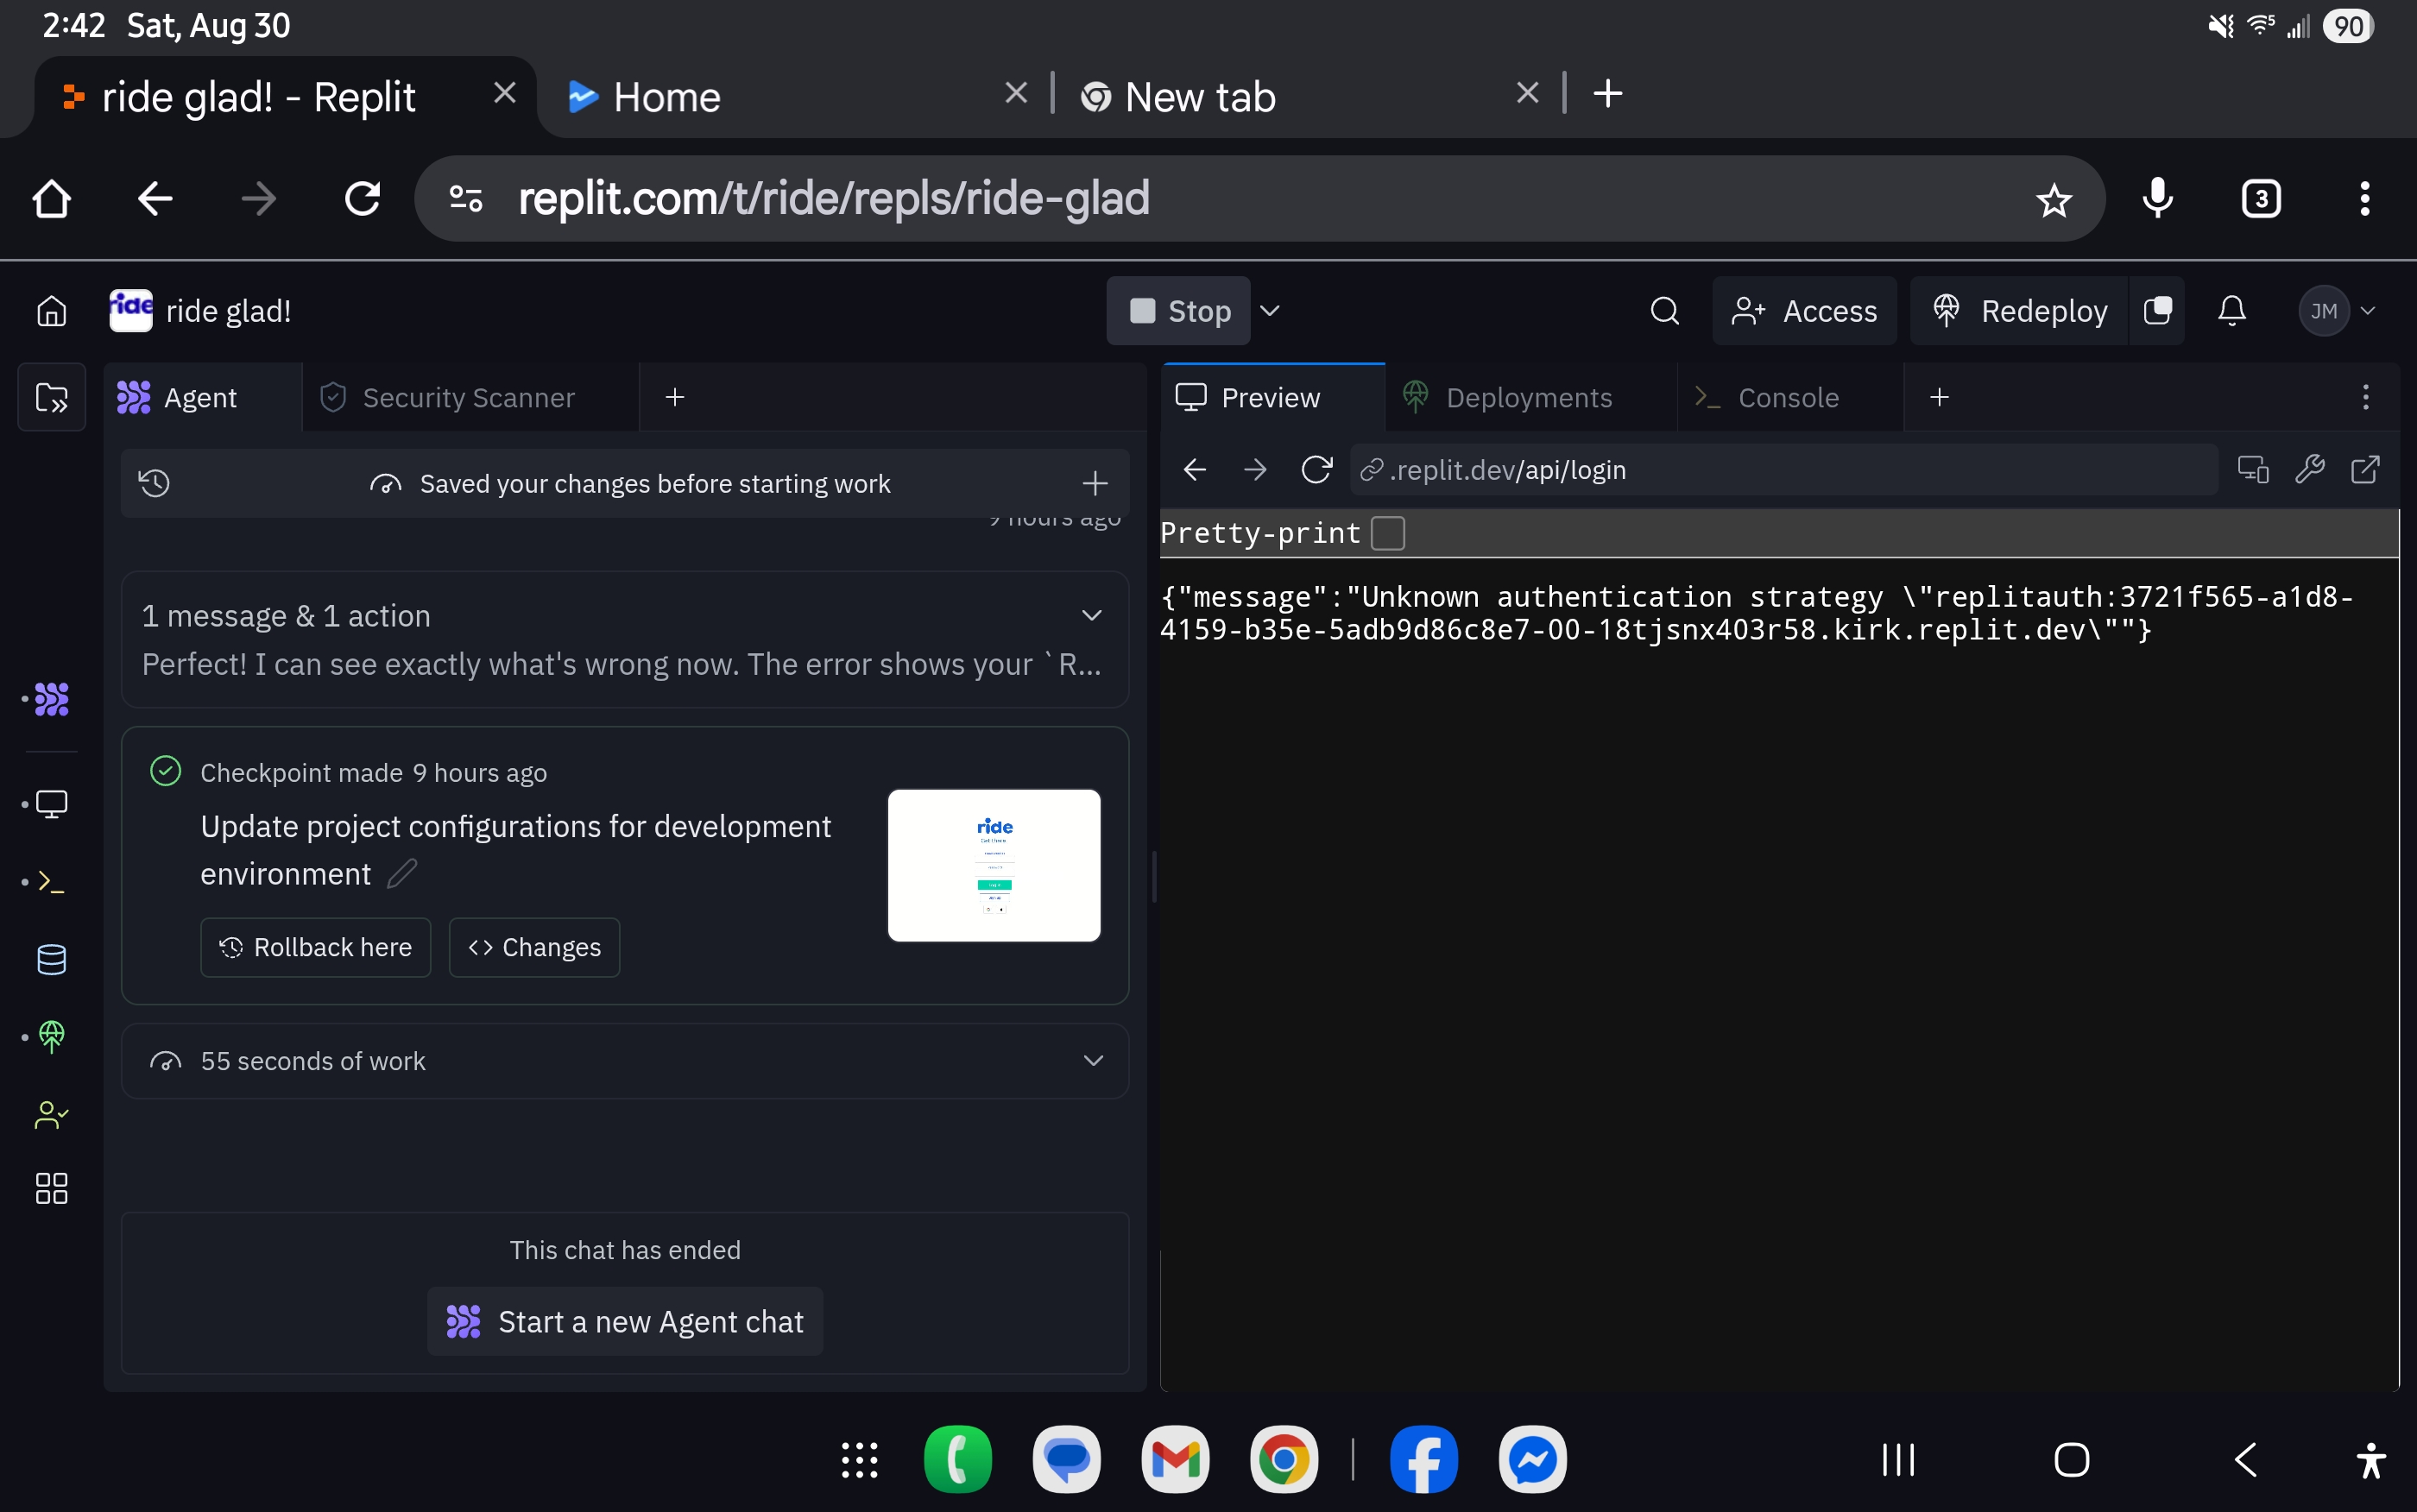 2:42 Sat, Aug 30
90
ride glad! - Replit
Home
New tab
replit.com/t/ride/repls/ride-glad
3
ride
ride glad!
Stop
Access
Redeploy
JM
Agent
Security Scanner
Preview
Deployments
Console
Saved your changes before starting work
.replit.dev/api/login
9 hours ago
Pretty-print
{"message":"Unknown authentication strategy \"replitauth:3721f565-a1d8-
4159-b35e-5adb9d86c8e7-00-18tjsnx403r58.kirk.replit.dev\""}
1 message & 1 action
Perfect! I can see exactly what's wrong now. The error shows your `R...
Checkpoint made 9 hours ago
Update project configurations for development
environment
ride
Rollback here
Changes
55 seconds of work
This chat has ended
Start a new Agent chat